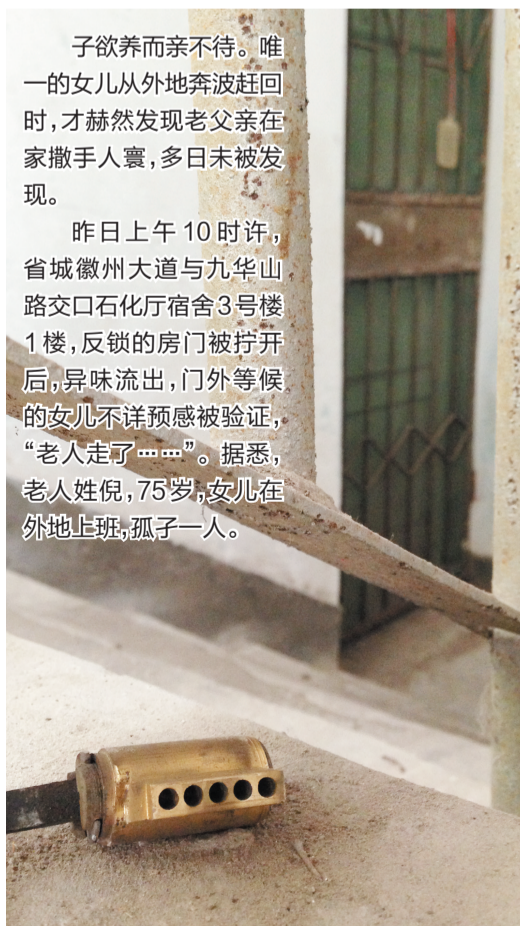 子欲养而亲不待。唯
一的女儿从外地奔波赶回
时,才赫然发现老父亲在
家撒手人寰,多日未被发
现。
昨日上午10时许,
省城徽州大道与九华山
路交口石化厅宿舍3号楼
1楼,反锁的房门被拧开
后,异味流出,门外等候
的女儿不详预感被验证,
“老人走了……”。据悉,
老人姓倪,75岁,女儿在
外地上班,孤孑一人。